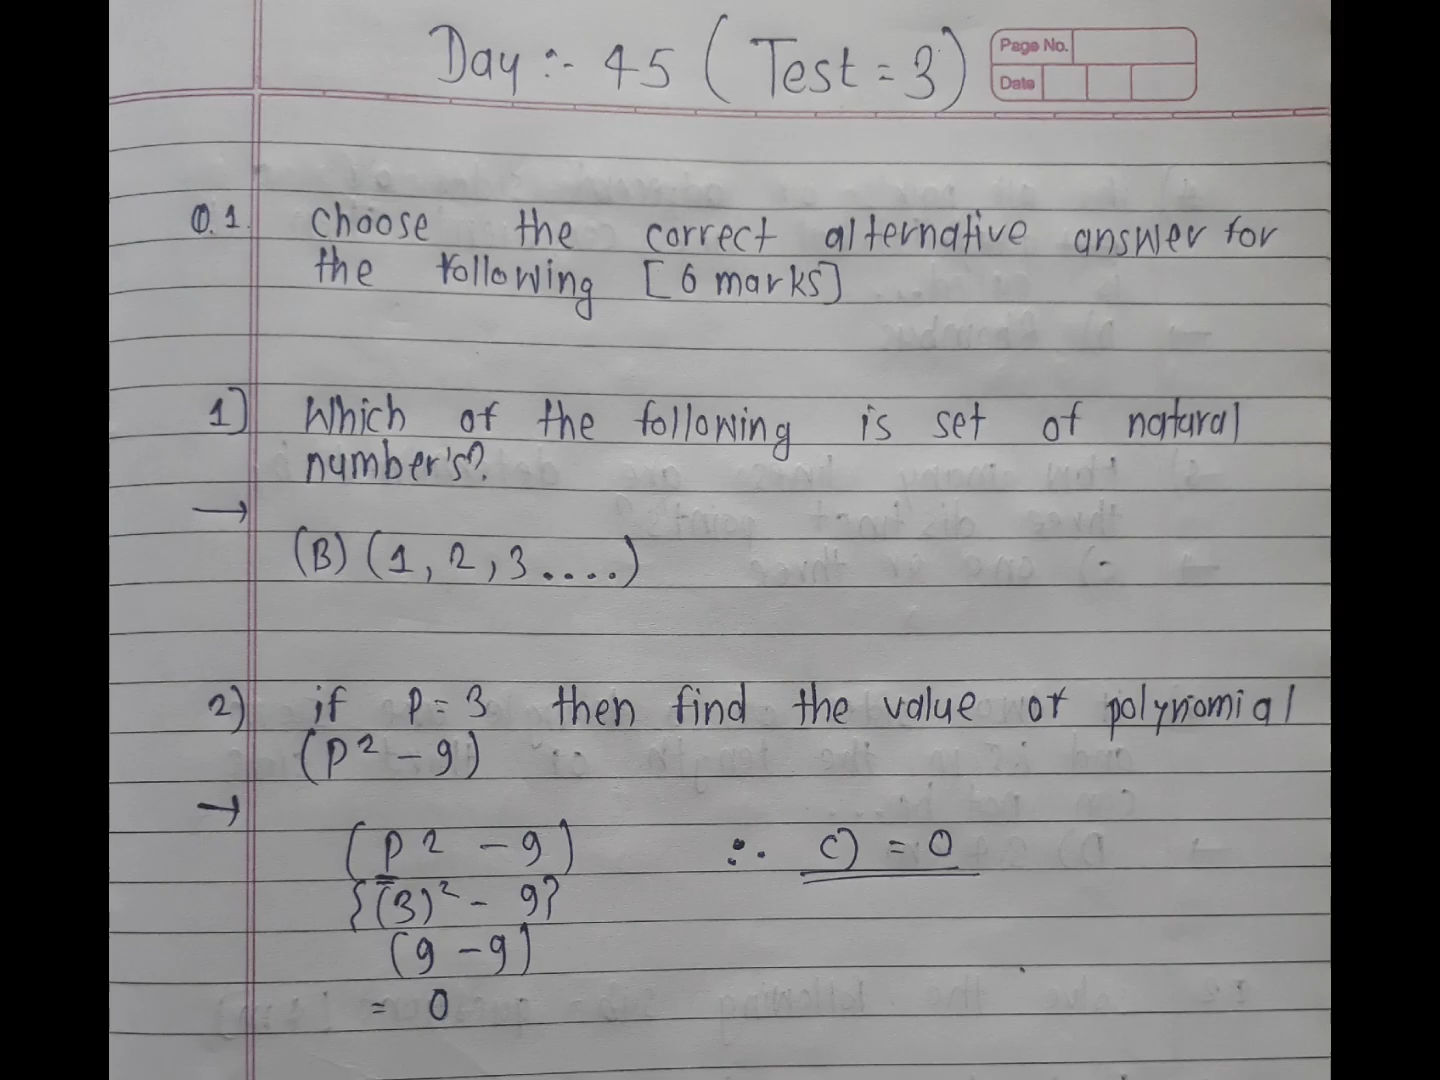 Day :- 45 ( Test = 3)
Page No.
Date
Q.1. Choose the correct alternative answer for
the following [ 6 marks]
1) Which of the following is set of natural
number's?
→
(B) (1, 2, 3.....)
2) if P = 3 then find the value of polynomial
(P² - 9)
→
(P² - 9) ∴ C) = 0
{(3)² - 9}
(9 - 9)
= 0